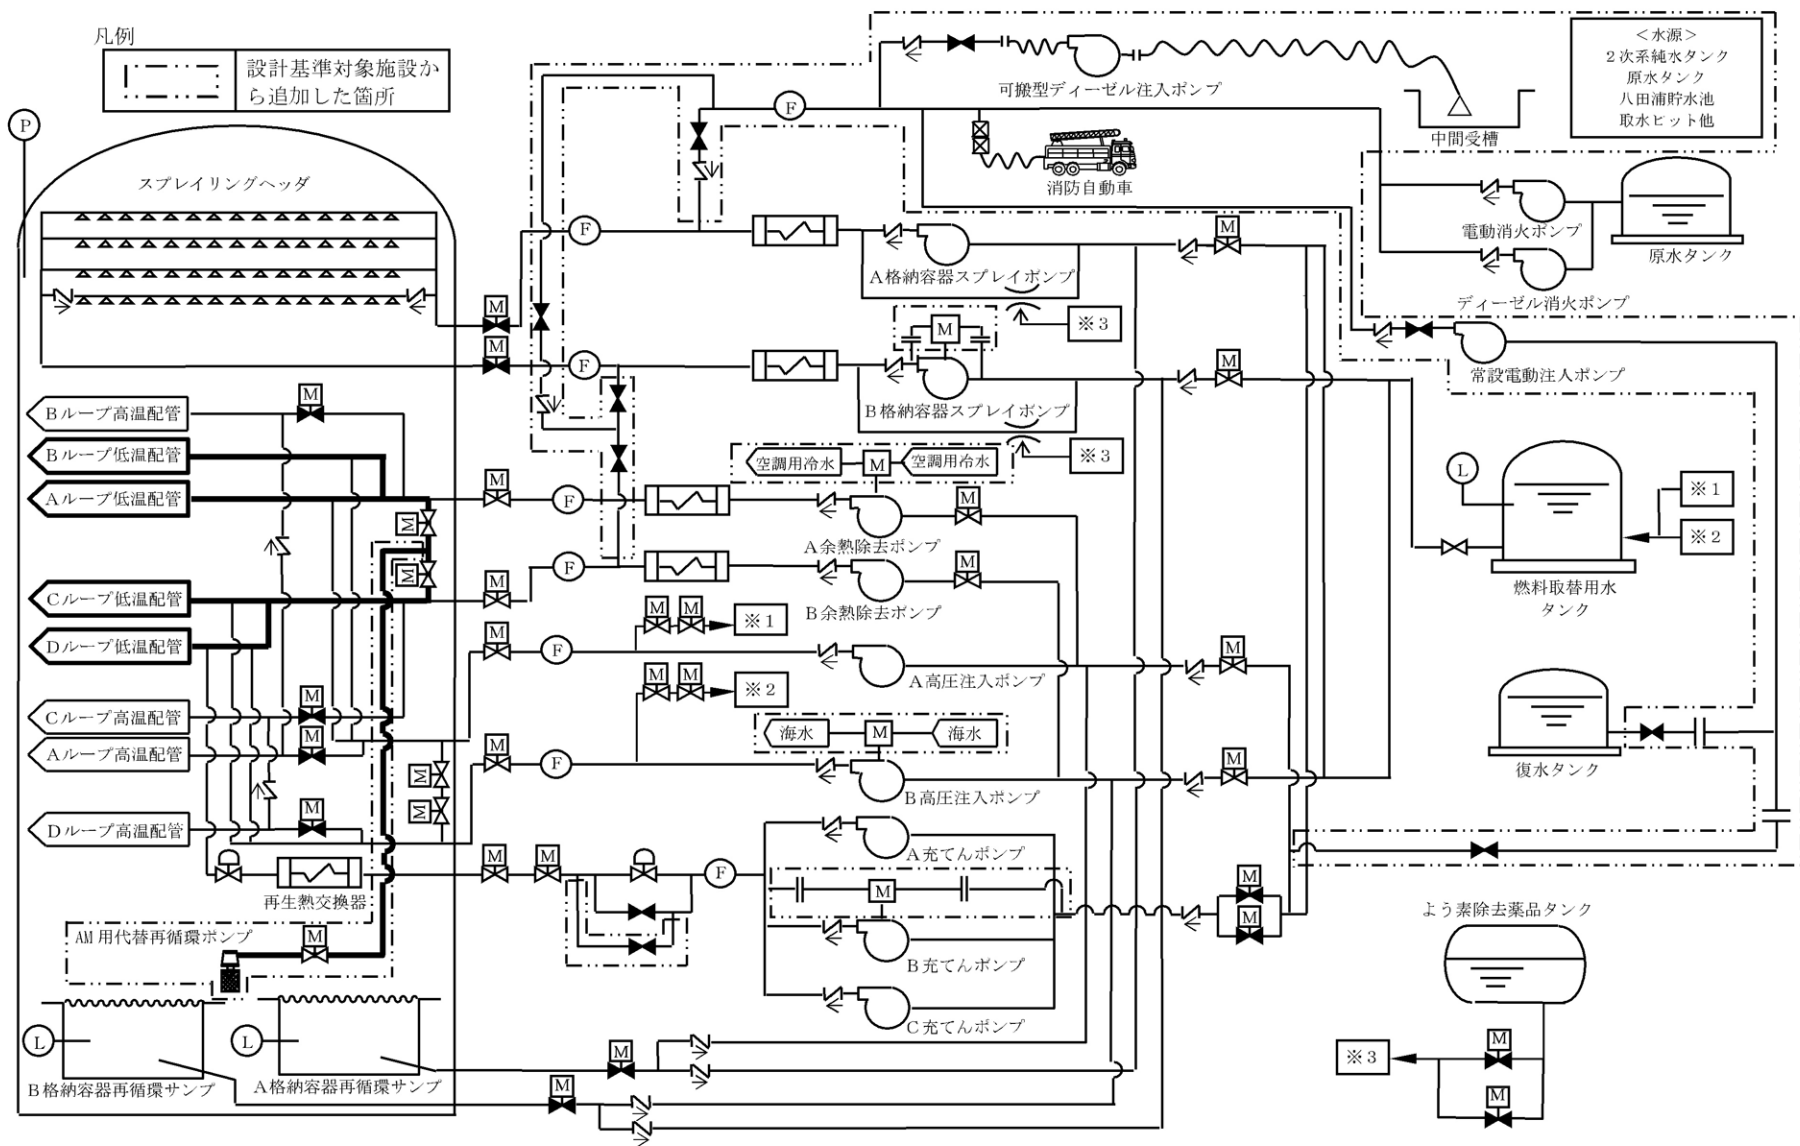 凡例
設計基準対象施設か
ら追加した箇所
P
スプレイリングヘッダ
F
可搬型ディーゼル注入ポンプ
消防自動車
中間受槽
<水源>
2次系純水タンク
原水タンク
八田浦貯水池
取水ピット他
電動消火ポンプ
原水タンク
ディーゼル消火ポンプ
常設電動注入ポンプ
F
A格納容器スプレイポンプ
M
※3
M
M
M
F
B格納容器スプレイポンプ
M
※3
Bループ高温配管
M
Bループ低温配管
Aループ低温配管
M
M
M
F
空調用冷水
M
空調用冷水
M
A余熱除去ポンプ
L
※1
※2
燃料取替用水
タンク
Cループ低温配管
Dループ低温配管
M
F
M
B余熱除去ポンプ
M
M
※1
M
F
A高圧注入ポンプ
M
M
M
※2
Cループ高温配管
M
Aループ高温配管
M
M
M
M
F
海水
M
海水
B高圧注入ポンプ
M
復水タンク
Dループ高温配管
M
再生熱交換器
M
M
F
A充てんポンプ
M
B充てんポンプ
C充てんポンプ
M
M
AM用代替再循環ポンプ
M
L
B格納容器再循環サンプ
L
A格納容器再循環サンプ
M
M
よう素除去薬品タンク
※3
M
M